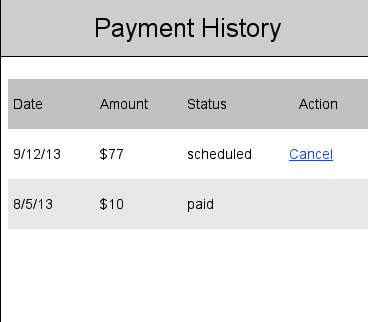 Payment History
Date Amount Status Action
9/12/13 $77 scheduled Cancel
8/5/13 $10 paid